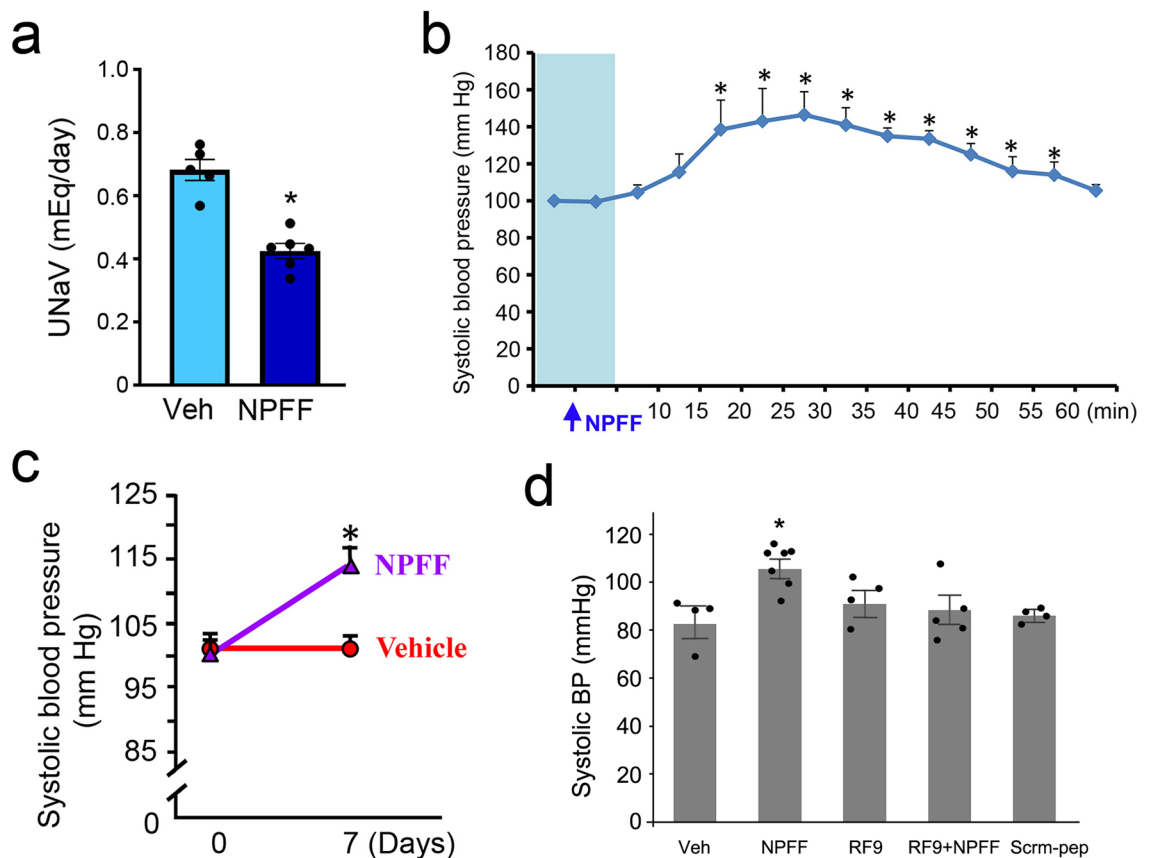 a
UNaV (mEq/day)
1.0
0.8
0.6
0.4
0.2
0
*
Veh NPFF
b
Systolic blood pressure (mm Hg)
180
160
140
120
100
80
60
40
20
0
* * * * * * * * *
10 15 20 25 30 35 40 45 50 55 60 (min)
NPFF
c
Systolic blood pressure
(mm Hg)
125
115
105
95
85
0
*
NPFF
Vehicle
0 7 (Days)
d
Systolic BP (mmHg)
120
100
80
60
40
20
0
*
Veh NPFF RF9 RF9+NPFF Scrm-pep